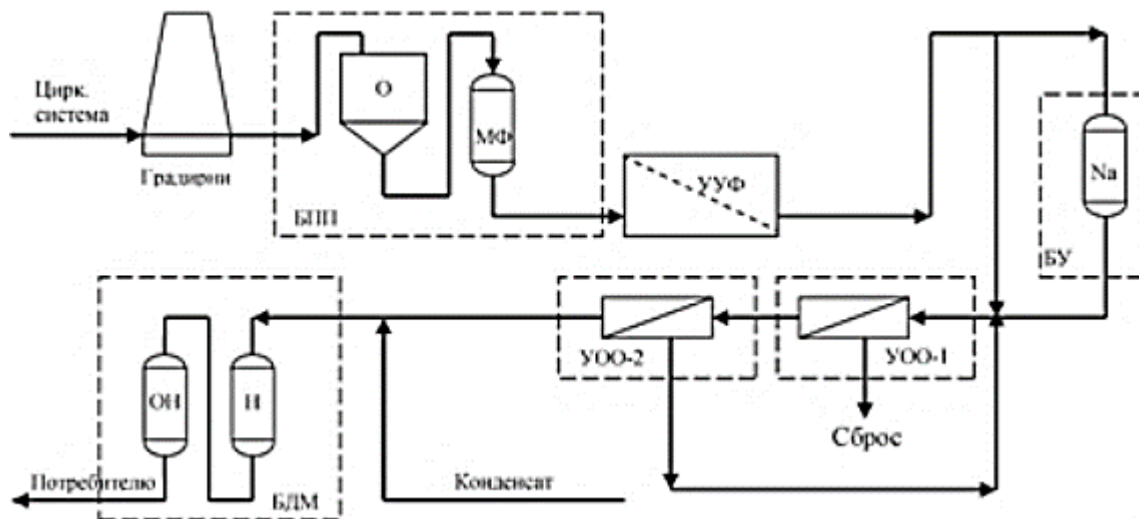 Цирк.
система
Градирни
О
МФ
БПП
УУФ
Na
БУ
УОО-2
УОО-1
Сброс
ОН
Н
Потребителю
БДМ
Конденсат